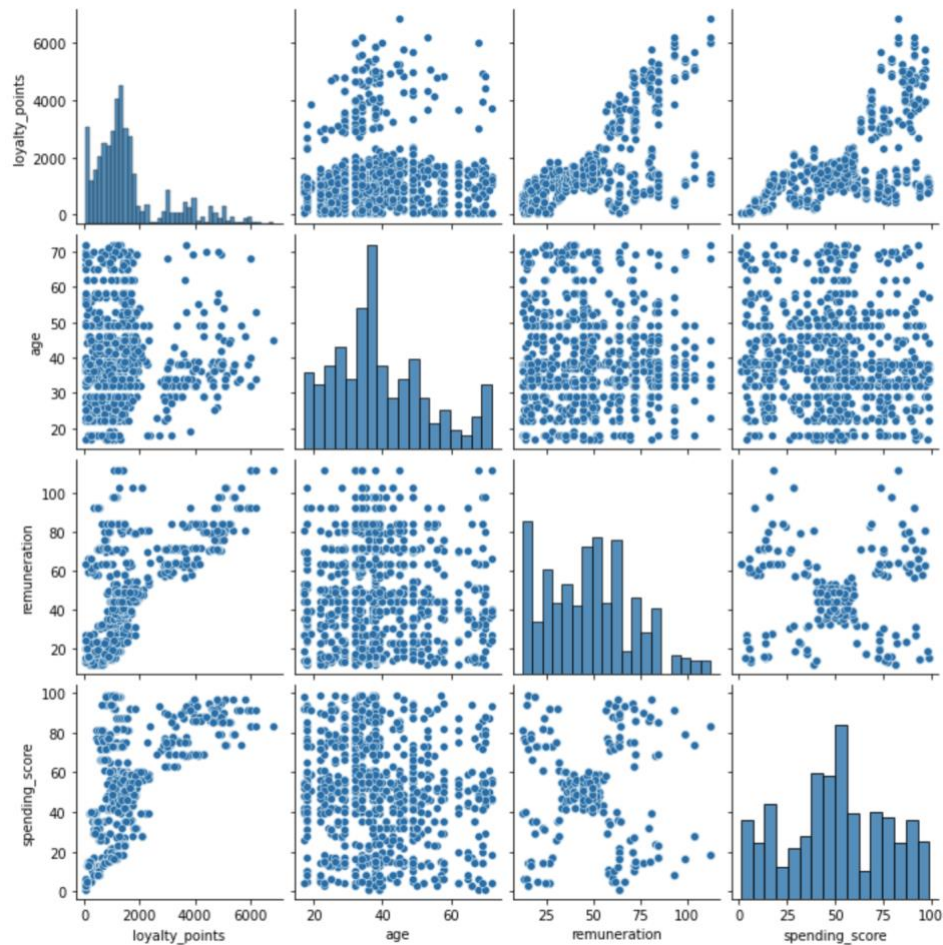 loyalty_points
6000
4000
2000
0
age
70
60
50
40
30
20
remuneration
100
80
60
40
20
spending_score
100
80
60
40
20
0
0 2000 4000 6000
20 40 60
25 50 75 100
0 25 50 75 100
loyalty_points age remuneration spending_score